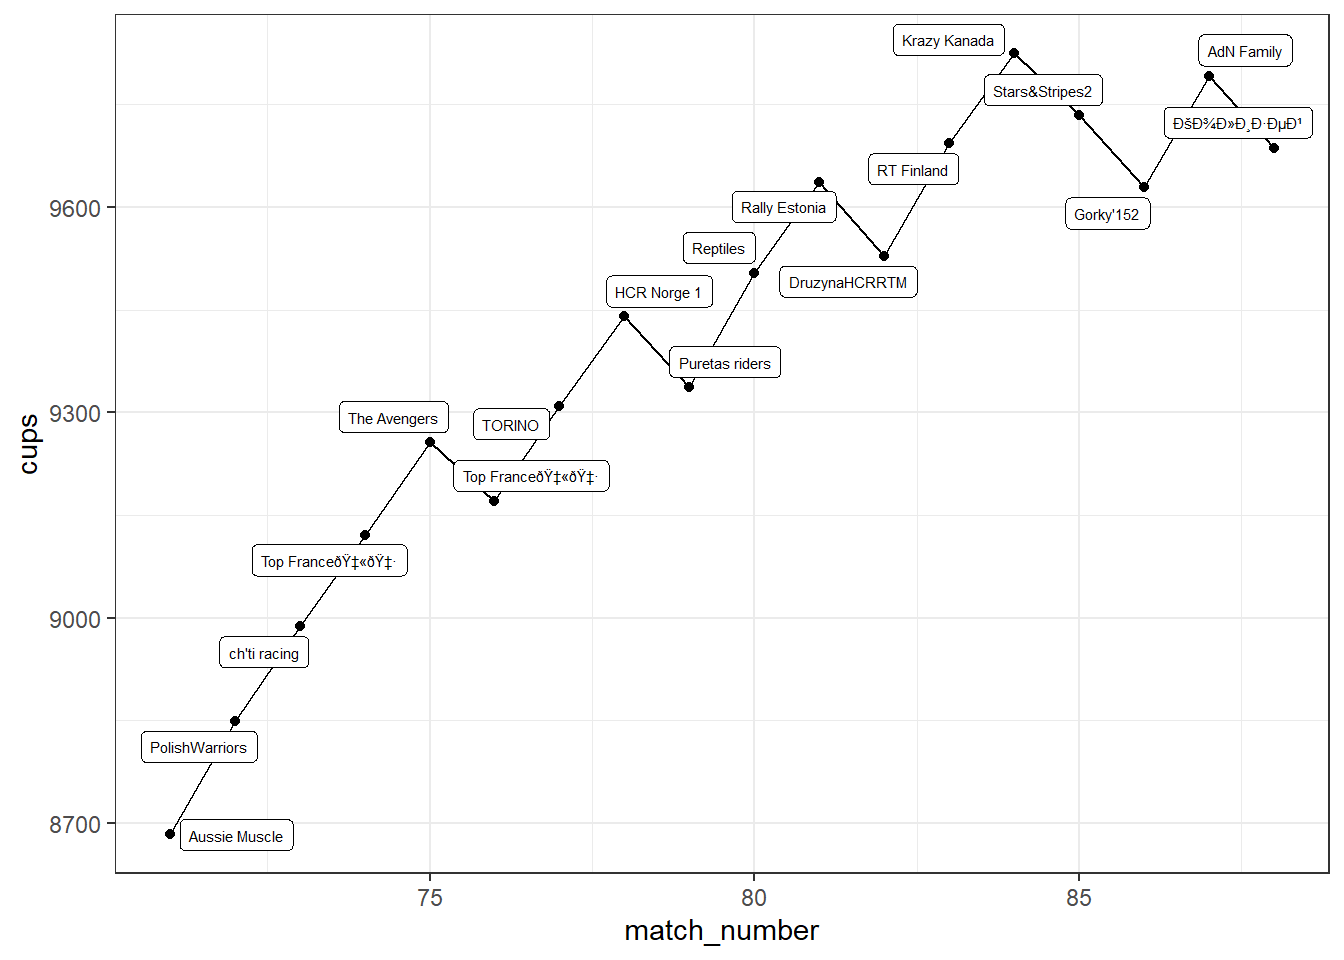 AdN Family
Krazy Kanada
Stars&Stripes2
ÐšÐ¾Ð»Ð¸Ð·ÐµÐ¹
RT Finland
Rally Estonia
Gorky'152
Reptiles
DruzynaHCRRTM
HCR Norge 1
Puretas riders
The Avengers
TORINO
Top FranceðŸ‡«ðŸ‡·
Top FranceðŸ‡«ðŸ‡·
ch'ti racing
PolishWarriors
Aussie Muscle
9600
9300
9000
8700
cups
75
80
85
match_number